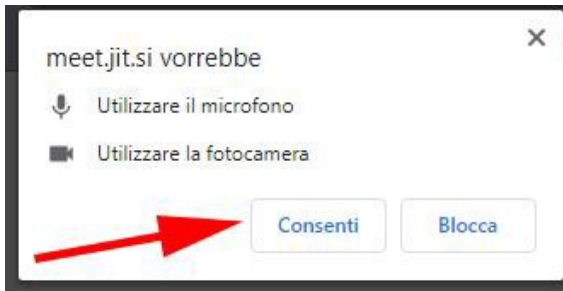 meet.jit.si vorrebbe
Utilizzare il microfono
Utilizzare la fotocamera
Consenti Blocca